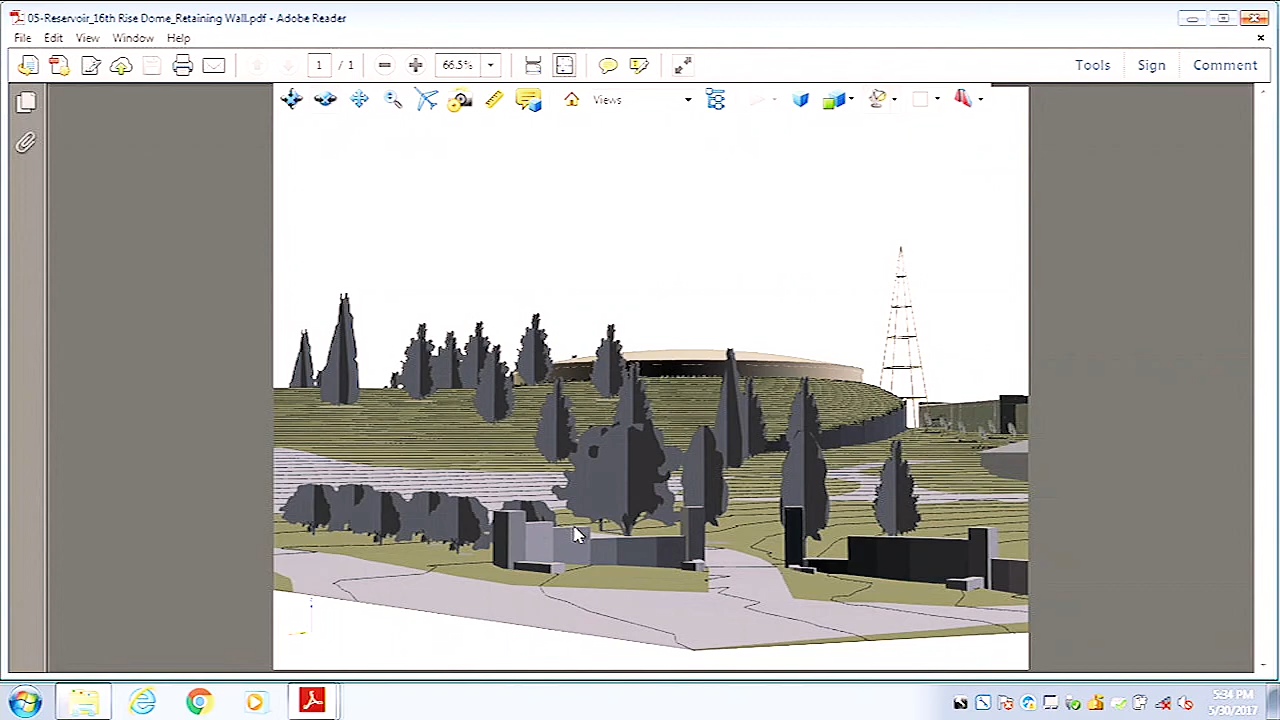 05-Reservoir_16th Rise Dome_Retaining Wall.pdf - Adobe Reader
File Edit View Window Help
1 / 1 66.5% Tools Sign Comment
Views
5:34 PM
5/30/2017